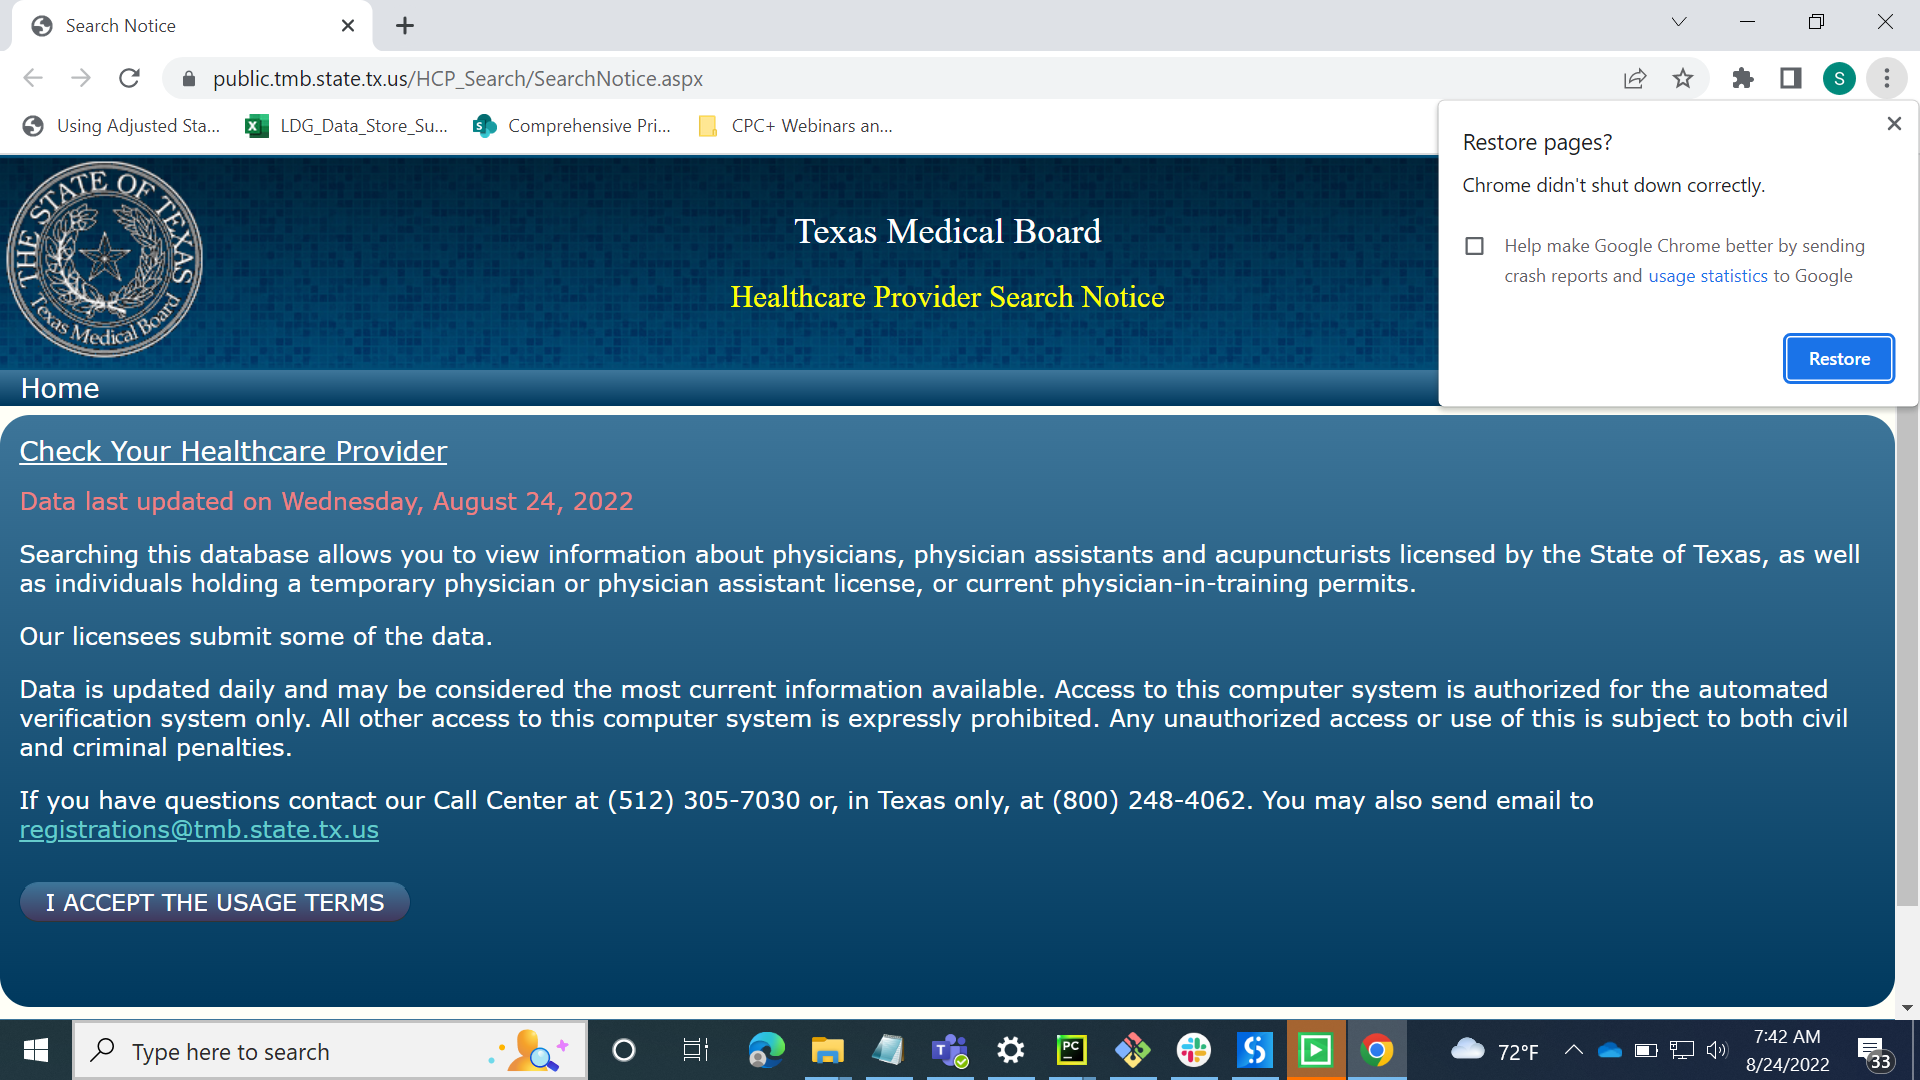 Search Notice
public.tmb.state.tx.us/HCP_Search/SearchNotice.aspx
S
Using Adjusted Sta...
LDG_Data_Store_Su...
Comprehensive Pri...
CPC+ Webinars an...
Restore pages?
Chrome didn't shut down correctly.
Help make Google Chrome better by sending
crash reports and usage statistics to Google
Restore
THE STATE OF TEXAS
Texas Medical Board
Texas Medical Board
Healthcare Provider Search Notice
Home
Check Your Healthcare Provider
Data last updated on Wednesday, August 24, 2022
Searching this database allows you to view information about physicians, physician assistants and acupuncturists licensed by the State of Texas, as well
as individuals holding a temporary physician or physician assistant license, or current physician-in-training permits.
Our licensees submit some of the data.
Data is updated daily and may be considered the most current information available. Access to this computer system is authorized for the automated
verification system only. All other access to this computer system is expressly prohibited. Any unauthorized access or use of this is subject to both civil
and criminal penalties.
If you have questions contact our Call Center at (512) 305-7030 or, in Texas only, at (800) 248-4062. You may also send email to
registrations@tmb.state.tx.us
I ACCEPT THE USAGE TERMS
Type here to search
PC
72°F
7:42 AM
8/24/2022
33